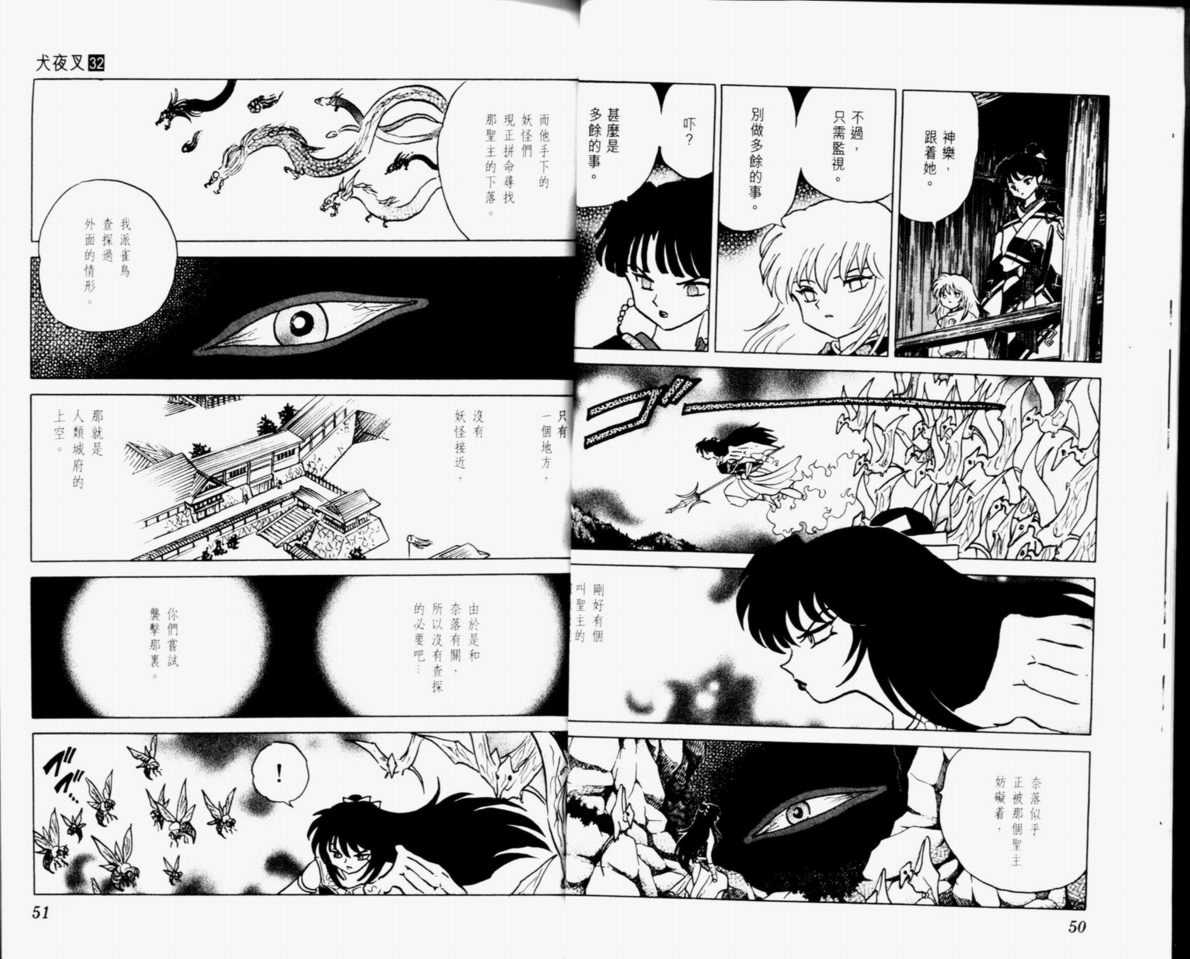 犬夜叉32
神樂，
跟着她。
不過，
只需監視。
別做多餘的事。
吓？
甚麼是
多餘的事。
剛好有個
叫聖主的
奈落似乎
正被那個聖主
妨礙着，
而他手下的
妖怪們
現正拼命尋找
那聖主的下落。
我派雀鳥
查探過
外面的情形。
只有
一個地方，
沒有
妖怪接近，
那就是
人類城府的
上空。
由於是和
奈落有關，
所以沒有查探
的必要吧…
你們嘗試
襲擊那裏。
！
ブ
ブ…
50
51